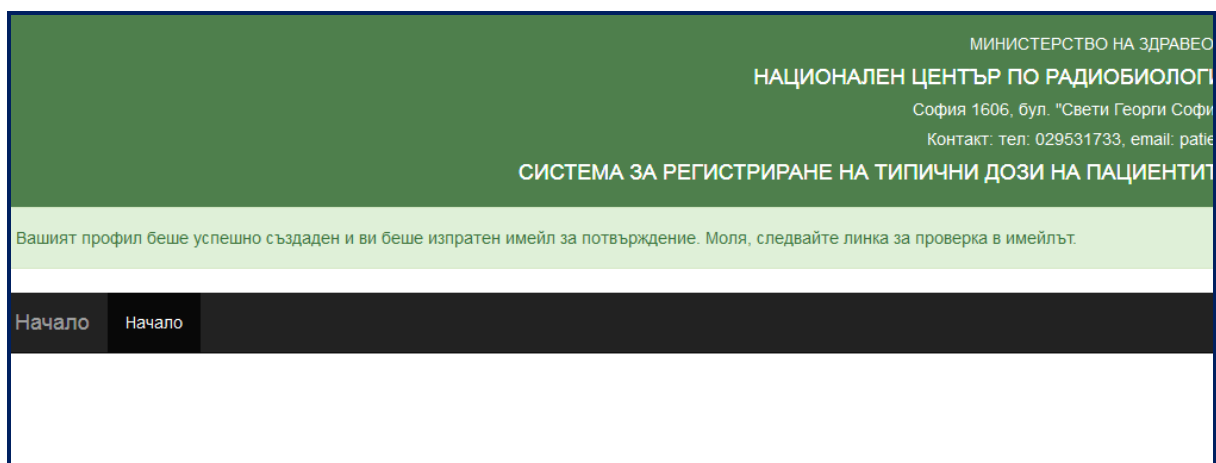 МИНИСТЕРСТВО НА
НАЦИОНАЛЕН ЦЕНТЪР ПО
София 1606, бул. "Свети Георги
Контакт: тел: 029531733, email:
СИСТЕМА ЗА РЕГИСТРИРАНЕ НА ТИПИЧНИ ДОЗИ НА
Вашият профил беше успешно създаден и ви беше изпратен имейл за потвърждение. Моля, следвайте линка за проверка в имейлът.
Начало Начало